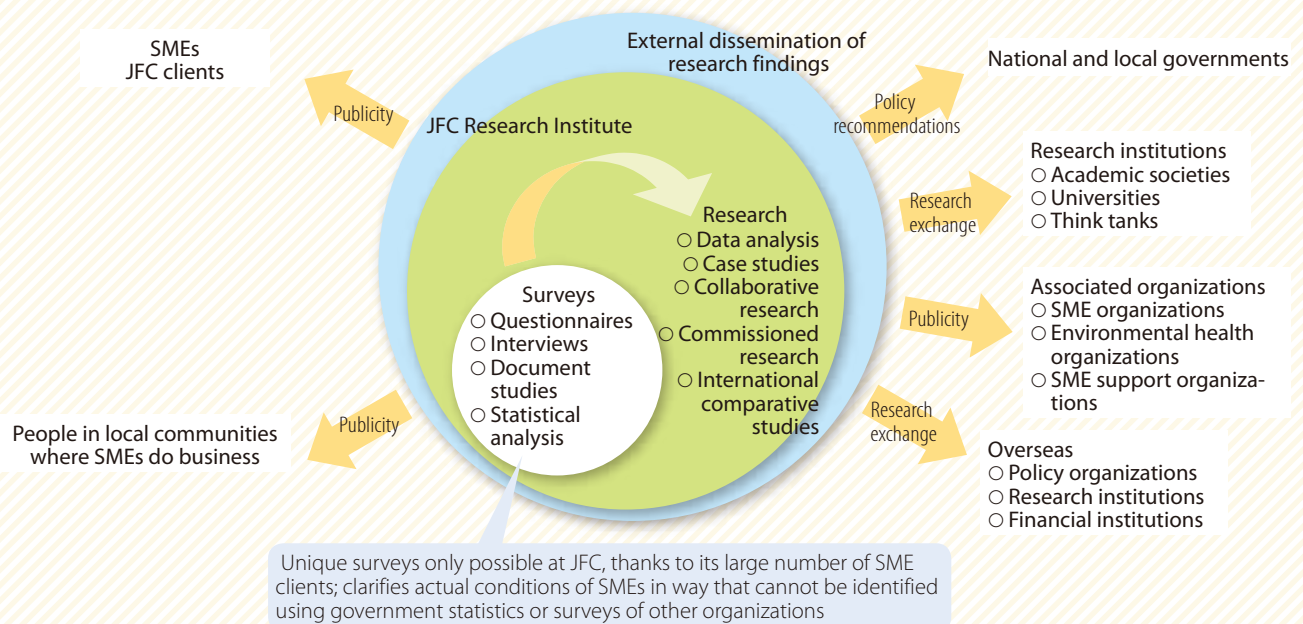 SMEs
JFC clients
Publicity
External dissemination of
research findings
JFC Research Institute
Policy
recommendations
National and local governments
Research institutions
○ Academic societies
○ Universities
○ Think tanks
Research
exchange
Research
○ Data analysis
○ Case studies
○ Collaborative
research
○ Commissioned
research
○ International
comparative
studies
Surveys
○ Questionnaires
○ Interviews
○ Document
studies
○ Statistical
analysis
Associated organizations
○ SME organizations
○ Environmental health
organizations
○ SME support organiza-
tions
Publicity
Publicity
People in local communities
where SMEs do business
Research
exchange
Overseas
○ Policy organizations
○ Research institutions
○ Financial institutions
Unique surveys only possible at JFC, thanks to its large number of SME
clients; clarifies actual conditions of SMEs in way that cannot be identified
using government statistics or surveys of other organizations